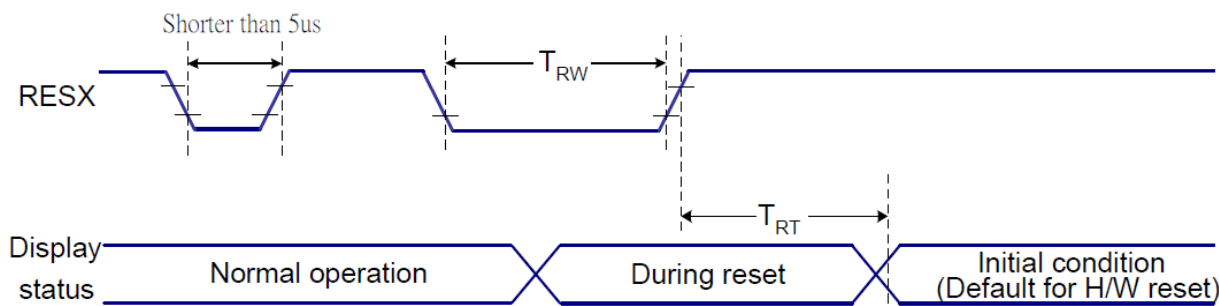 Shorter than 5us
RESX
TRW
TRT
Display
status
Normal operation
During reset
Initial condition
(Default for H/W reset)